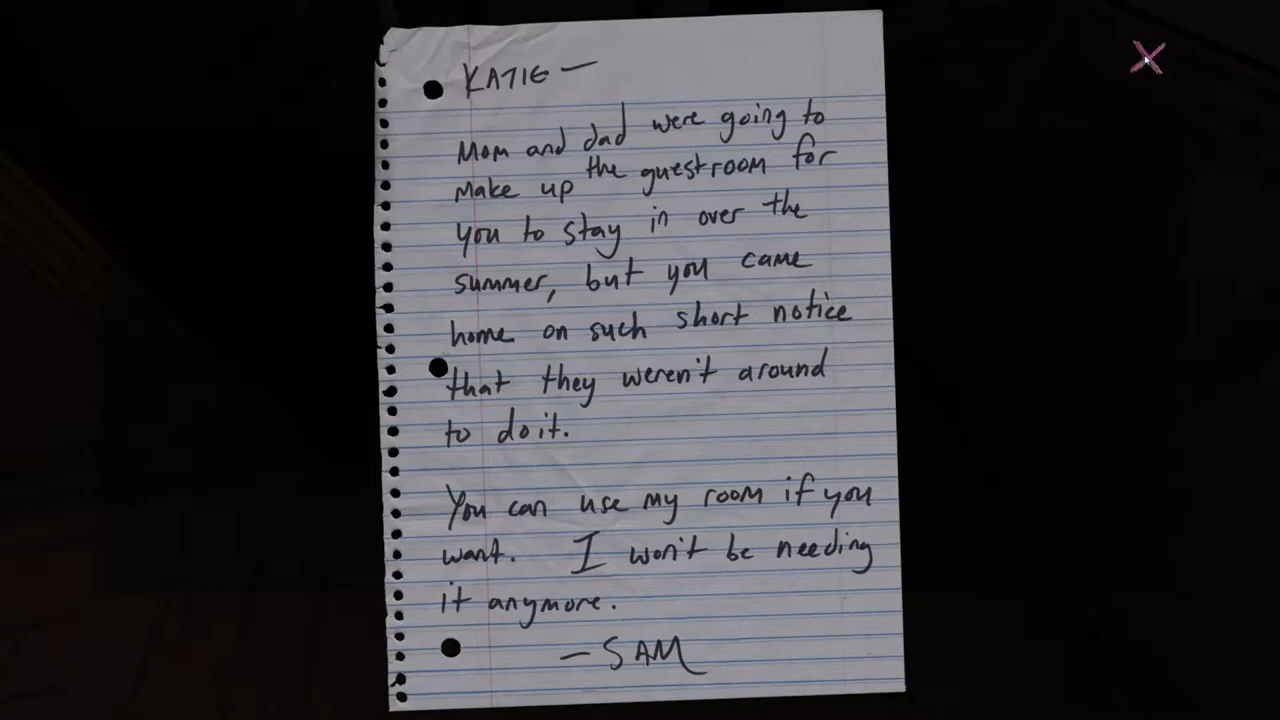 KATIE —
Mom and dad were going to
make up the guestroom for
you to stay in over the
summer, but you came
home on such short notice
that they weren't around
to do it.
You can use my room if you
want. I won't be needing
it anymore.
— SAM